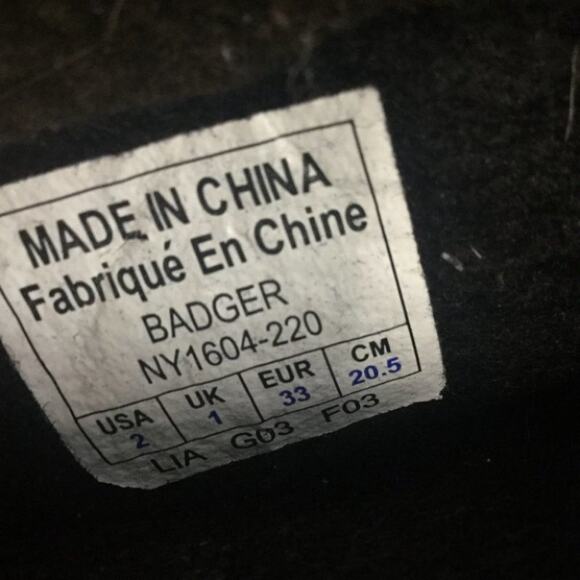 MADE IN CHINA
Fabriqué En Chine
BADGER
NY1604-220
USA UK EUR CM
2 1 33 20.5
LIA G03 F03